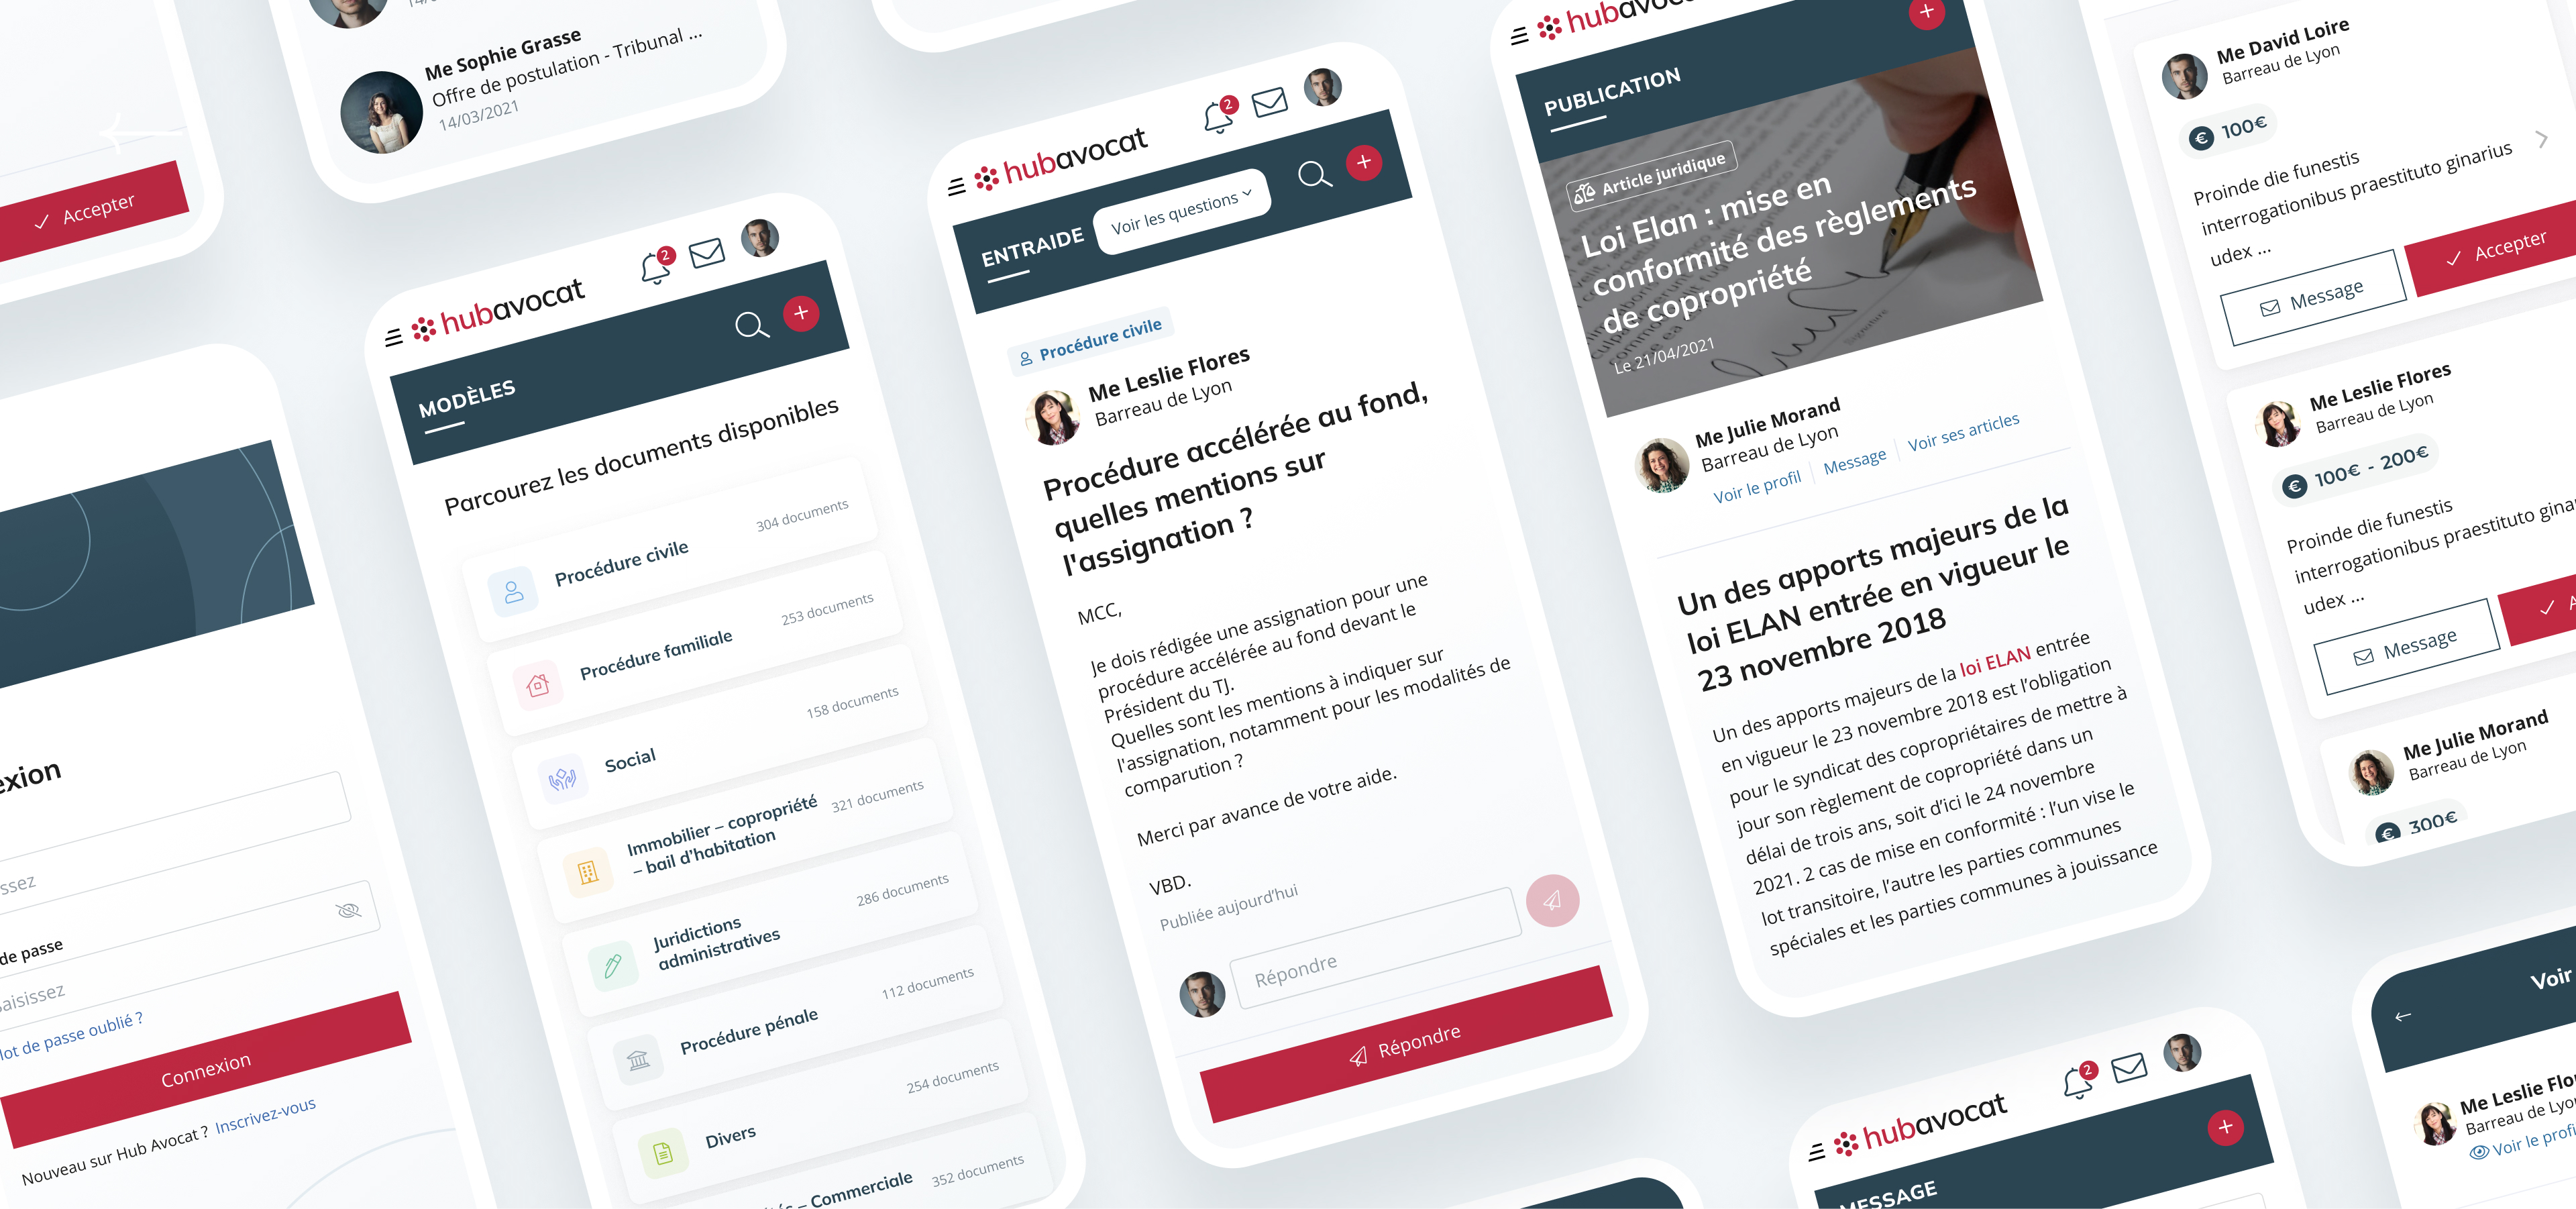 Accepter
14/0
Me Sophie Grasse
Offre de postulation - Tribunal ...
14/03/2021
exion
ssez
de passe
aisissez
lot de passe oublié ?
Connexion
Nouveau sur Hub Avocat ? Inscrivez-vous
hubavocat
2
MODÈLES
Parcourez les documents disponibles
Procédure civile
304 documents
Procédure familiale
253 documents
Social
158 documents
Immobilier – copropriété
– bail d'habitation
321 documents
Juridictions
administratives
286 documents
Procédure pénale
112 documents
Divers
254 documents
és – Commerciale
352 documents
hubavocat
2
ENTRAIDE
Voir les questions
Procédure civile
Me Leslie Flores
Barreau de Lyon
Procédure accélérée au fond,
quelles mentions sur
l'assignation ?
MCC,
Je dois rédigée une assignation pour une
procédure accélérée au fond devant le
Président du TJ.
Quelles sont les mentions à indiquer sur
l'assignation, notamment pour les modalités de
comparution ?
Merci par avance de votre aide.
VBD.
Publiée aujourd'hui
Répondre
Répondre
hubavoc
PUBLICATION
Article juridique
Loi Elan : mise en
conformité des règlements
de copropriété
Le 21/04/2021
Me Julie Morand
Barreau de Lyon
Voir le profil
Message
Voir ses articles
Un des apports majeurs de la
loi ELAN entrée en vigueur le
23 novembre 2018
Un des apports majeurs de la loi ELAN entrée
en vigueur le 23 novembre 2018 est l'obligation
pour le syndicat des copropriétaires de mettre à
jour son règlement de copropriété dans un
délai de trois ans, soit d'ici le 24 novembre
2021. 2 cas de mise en conformité : l'un vise le
lot transitoire, l'autre les parties communes
spéciales et les parties communes à jouissance
Me David Loire
Barreau de Lyon
€ 100€
Proinde die funestis
interrogationibus praestituto ginarius
udex ...
Message
Accepter
Me Leslie Flores
Barreau de Lyon
€ 100€ - 200€
Proinde die funestis
interrogationibus praestituto gina
udex ...
Message
A
Me Julie Morand
Barreau de Lyon
€ 300€
hubavocat
2
MESSAGE
Voir
Me Leslie Flo
Barreau de Lyo
Voir le profi